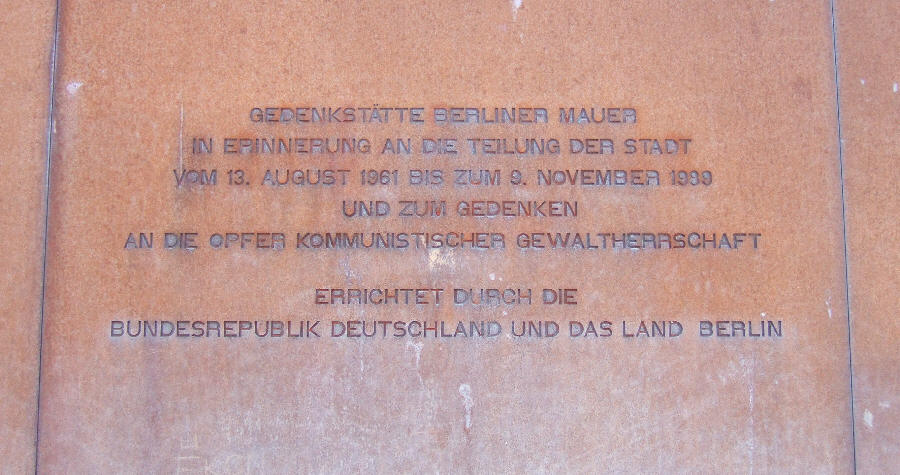 GEDENKSTÄTTE BERLINER MAUER
IN ERINNERUNG AN DIE TEILUNG DER STADT
VOM 13. AUGUST 1961 BIS ZUM 9. NOVEMBER 1989
UND ZUM GEDENKEN
AN DIE OPFER KOMMUNISTISCHER GEWALTHERRSCHAFT
ERRICHTET DURCH DIE
BUNDESREPUBLIK DEUTSCHLAND UND DAS LAND BERLIN